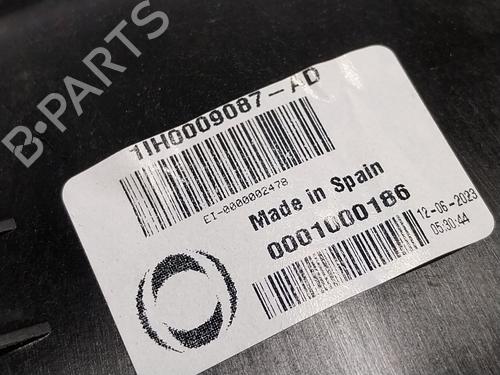 B-PARTS
1IH0009087-AD
EI-0000002478
Made in Spain
0001000186
12-06-2023
05:30:44